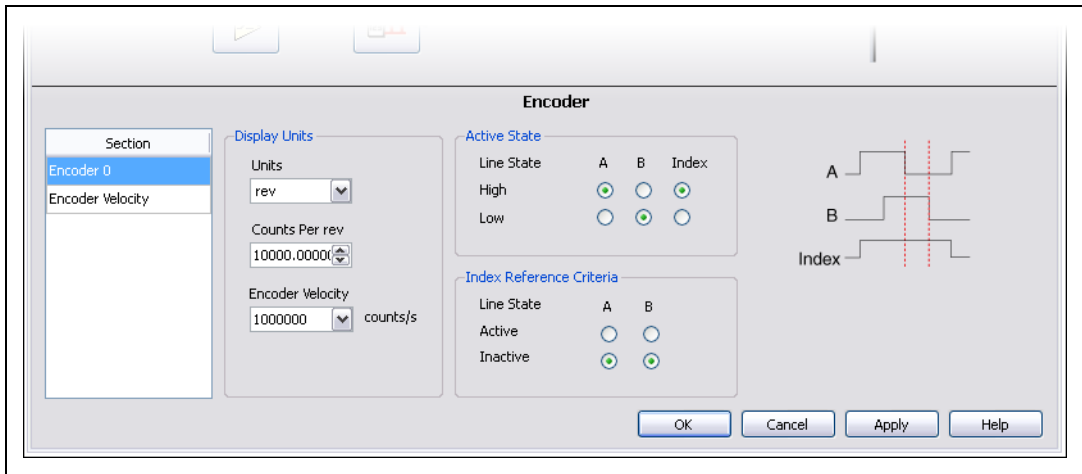 Encoder
Section
Encoder 0
Encoder Velocity
Display Units
Units
rev
Counts Per rev
10000.0000
Encoder Velocity
1000000 counts/s
Active State
Line State A B Index
High
Low
Index Reference Criteria
Line State A B
Active
Inactive
A
B
Index
OK Cancel Apply Help